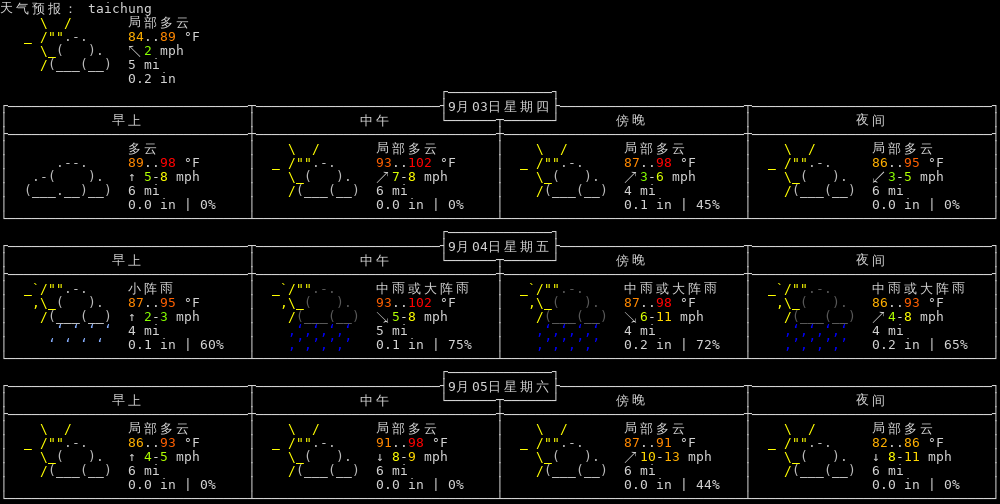 天气预报： taichung
局部多云
84..89 °F
↖ 2 mph
5 mi
0.2 in
9月03日星期四
早上 中午 傍晚 夜间
多云 局部多云 局部多云 局部多云
89..98 °F 93..102 °F 87..98 °F 86..95 °F
↑ 5-8 mph ↗ 7-8 mph ↗ 3-6 mph ↙ 3-5 mph
6 mi 6 mi 4 mi 6 mi
0.0 in | 0% 0.0 in | 0% 0.1 in | 45% 0.0 in | 0%
9月04日星期五
早上 中午 傍晚 夜间
小阵雨 中雨或大阵雨 中雨或大阵雨 中雨或大阵雨
87..95 °F 93..102 °F 87..98 °F 86..93 °F
↑ 2-3 mph ↘ 5-8 mph ↘ 6-11 mph ↗ 4-8 mph
4 mi 5 mi 4 mi 4 mi
0.1 in | 60% 0.1 in | 75% 0.2 in | 72% 0.2 in | 65%
9月05日星期六
早上 中午 傍晚 夜间
局部多云 局部多云 局部多云 局部多云
86..93 °F 91..98 °F 87..91 °F 82..86 °F
↑ 4-5 mph ↓ 8-9 mph ↗ 10-13 mph ↓ 8-11 mph
6 mi 6 mi 6 mi 6 mi
0.0 in | 0% 0.0 in | 0% 0.0 in | 44% 0.0 in | 0%